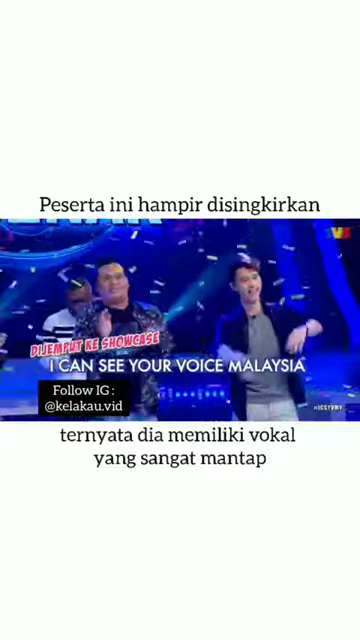 Peserta ini hampir disingkirkan
DIJEMPUT KE SHOWCASE
I CAN SEE YOUR VOICE MALAYSIA
Follow IG :
@kelakau.vid
ternyata dia memiliki vokal
yang sangat mantap